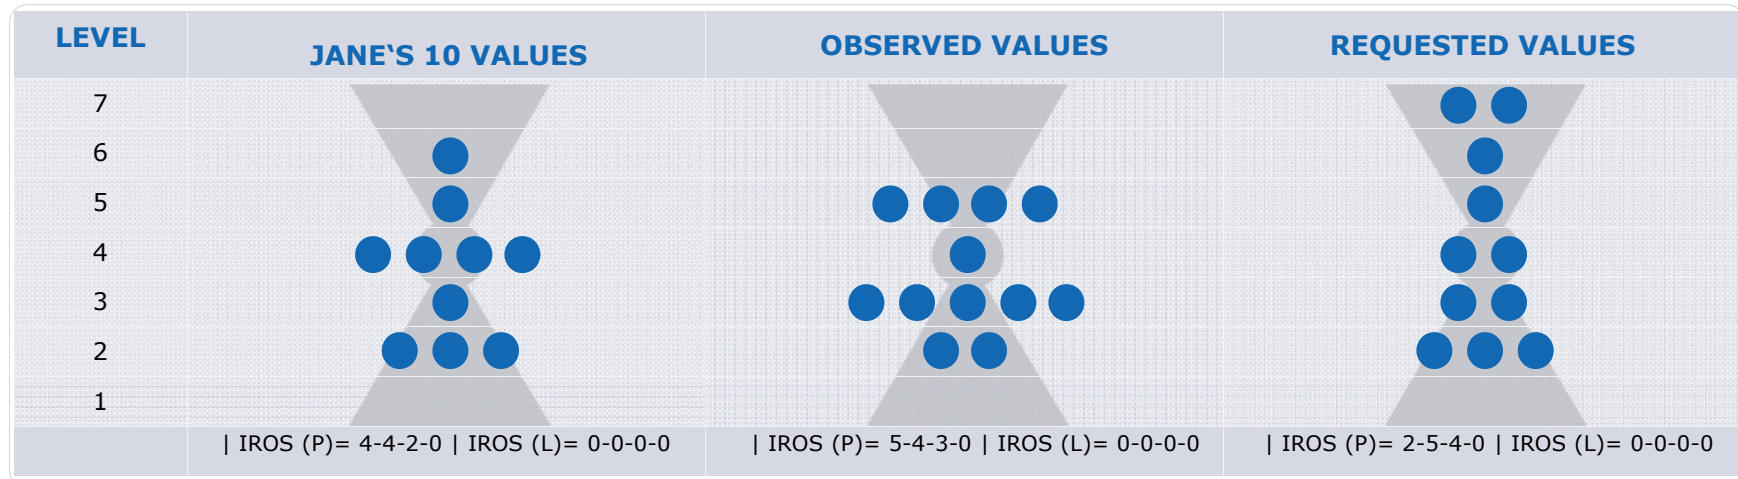 LEVEL
JANE‘S 10 VALUES
OBSERVED VALUES
REQUESTED VALUES
7
6
5
4
3
2
1
| IROS (P)= 4-4-2-0 | IROS (L)= 0-0-0-0
| IROS (P)= 5-4-3-0 | IROS (L)= 0-0-0-0
| IROS (P)= 2-5-4-0 | IROS (L)= 0-0-0-0